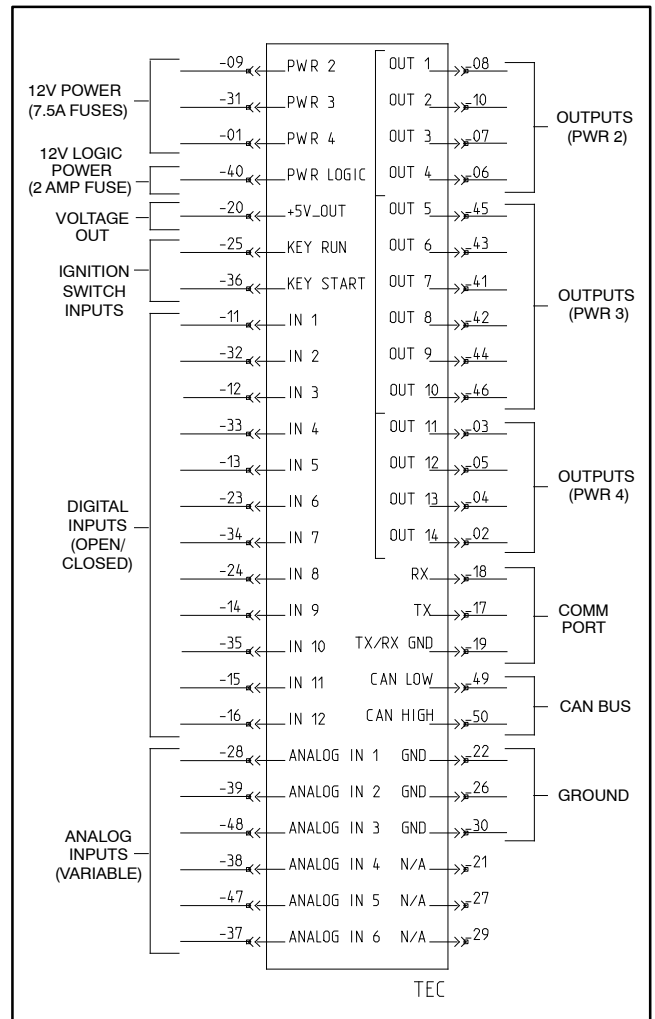 -09 PWR 2 OUT 1 -08
-31 PWR 3 OUT 2 -10
-01 PWR 4 OUT 3 -07
-40 PWR LOGIC OUT 4 -06
-20 +5V_OUT OUT 5 -45
-25 KEY RUN OUT 6 -43
-36 KEY START OUT 7 -41
-11 IN 1 OUT 8 -42
-32 IN 2 OUT 9 -44
-12 IN 3 OUT 10 -46
-33 IN 4 OUT 11 -03
-13 IN 5 OUT 12 -05
-23 IN 6 OUT 13 -04
-34 IN 7 OUT 14 -02
-24 IN 8 RX -18
-14 IN 9 TX -17
-35 IN 10 TX/RX GND -19
-15 IN 11 CAN LOW -49
-16 IN 12 CAN HIGH -50
-28 ANALOG IN 1 GND -22
-39 ANALOG IN 2 GND -26
-48 ANALOG IN 3 GND -30
-38 ANALOG IN 4 N/A -21
-47 ANALOG IN 5 N/A -27
-37 ANALOG IN 6 N/A -29
TEC
12V POWER
(7.5A FUSES)
12V LOGIC
POWER
(2 AMP FUSE)
VOLTAGE
OUT
IGNITION
SWITCH
INPUTS
DIGITAL
INPUTS
(OPEN/
CLOSED)
ANALOG
INPUTS
(VARIABLE)
OUTPUTS
(PWR 2)
OUTPUTS
(PWR 3)
OUTPUTS
(PWR 4)
COMM
PORT
CAN BUS
GROUND